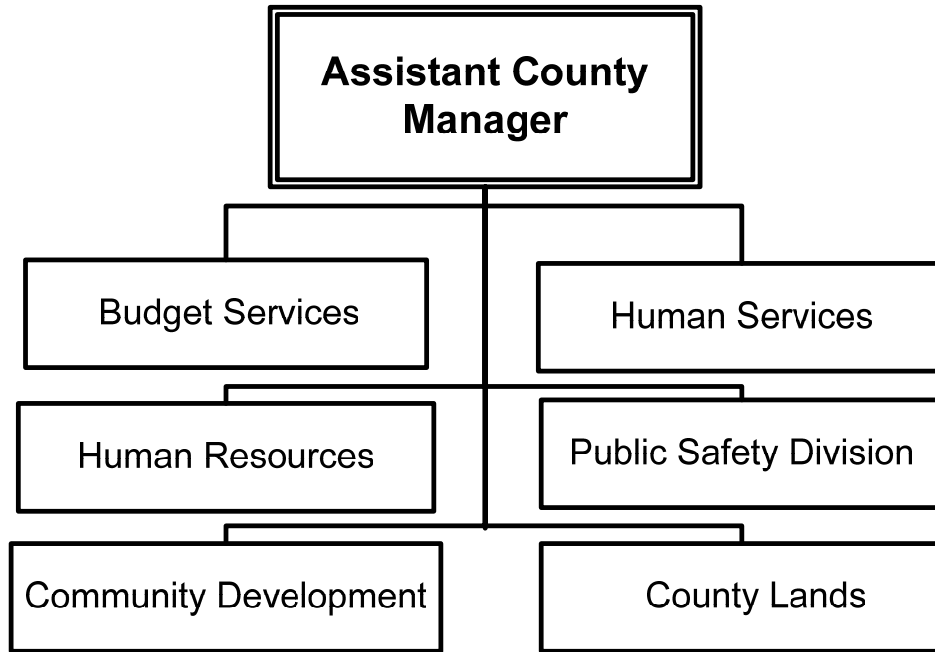 Assistant County
Manager
Budget Services
Human Services
Human Resources
Public Safety Division
Community Development
County Lands